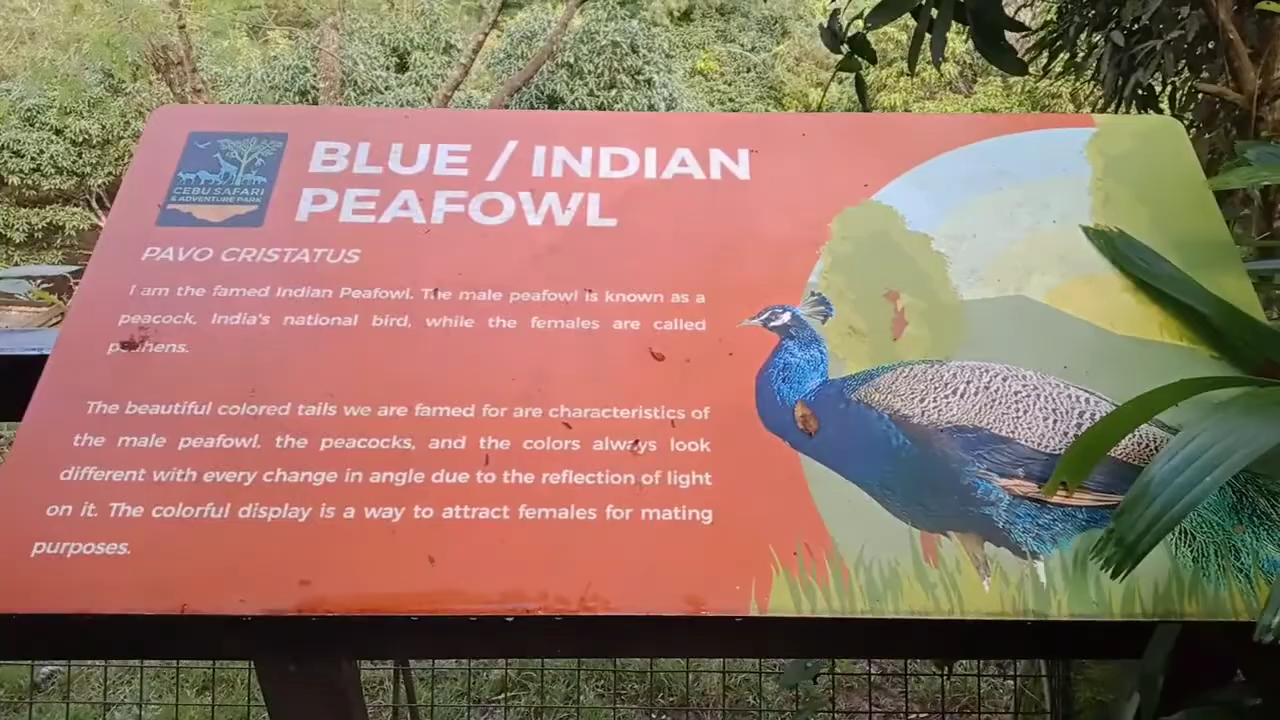 CEBU SAFARI
& ADVENTURE PARK
BLUE / INDIAN
PEAFOWL
PAVO CRISTATUS
I am the famed Indian Peafowl. The male peafowl is known as a
peacock, India's national bird, while the females are called
peahens.
The beautiful colored tails we are famed for are characteristics of
the male peafowl. the peacocks, and the colors always look
different with every change in angle due to the reflection of light
on it. The colorful display is a way to attract females for mating
purposes.